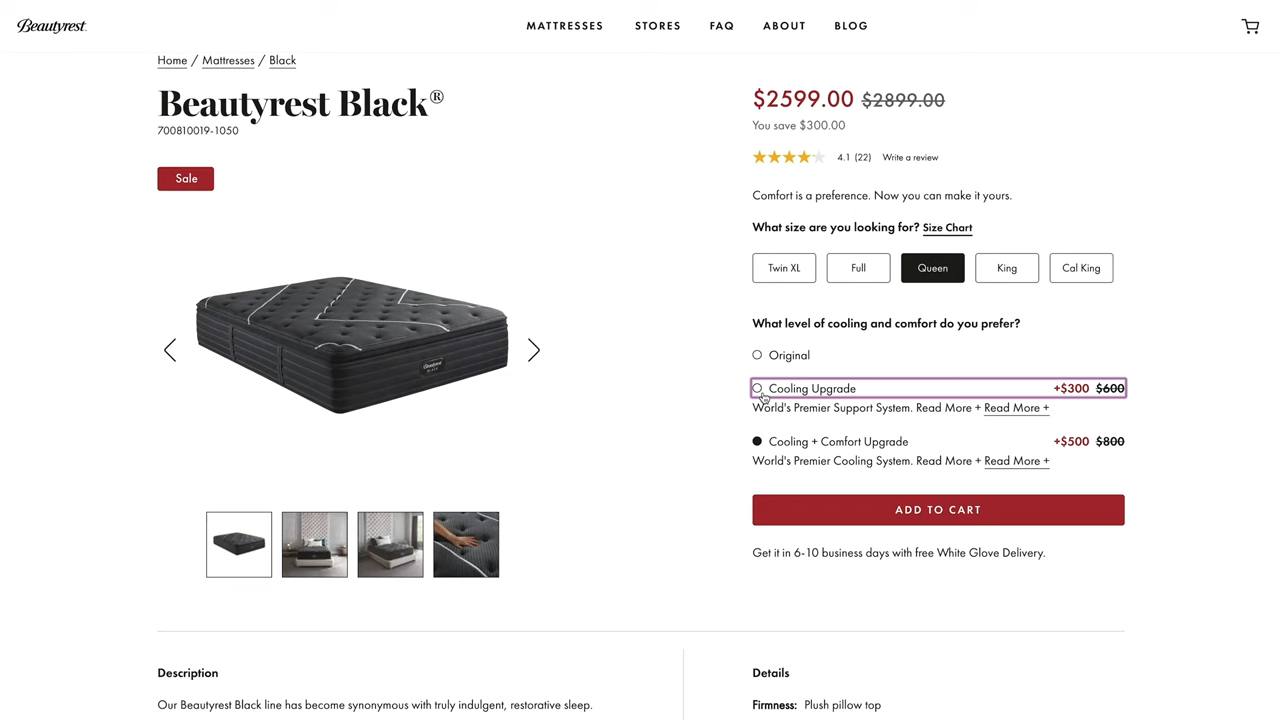 Beautyrest
MATTRESSES STORES FAQ ABOUT BLOG
Home / Mattresses / Black
Beautyrest Black®
700810019-1050
Sale
Beautyrest
BLACK
$2599.00 $2899.00
You save $300.00
4.1 (22) Write a review
Comfort is a preference. Now you can make it yours.
What size are you looking for? Size Chart
Twin XL Full Queen King Cal King
What level of cooling and comfort do you prefer?
Original
Cooling Upgrade +$300 $600
World's Premier Support System. Read More + Read More +
Cooling + Comfort Upgrade +$500 $800
World's Premier Cooling System. Read More + Read More +
ADD TO CART
Get it in 6-10 business days with free White Glove Delivery.
Description
Our Beautyrest Black line has become synonymous with truly indulgent, restorative sleep.
Details
Firmness: Plush pillow top